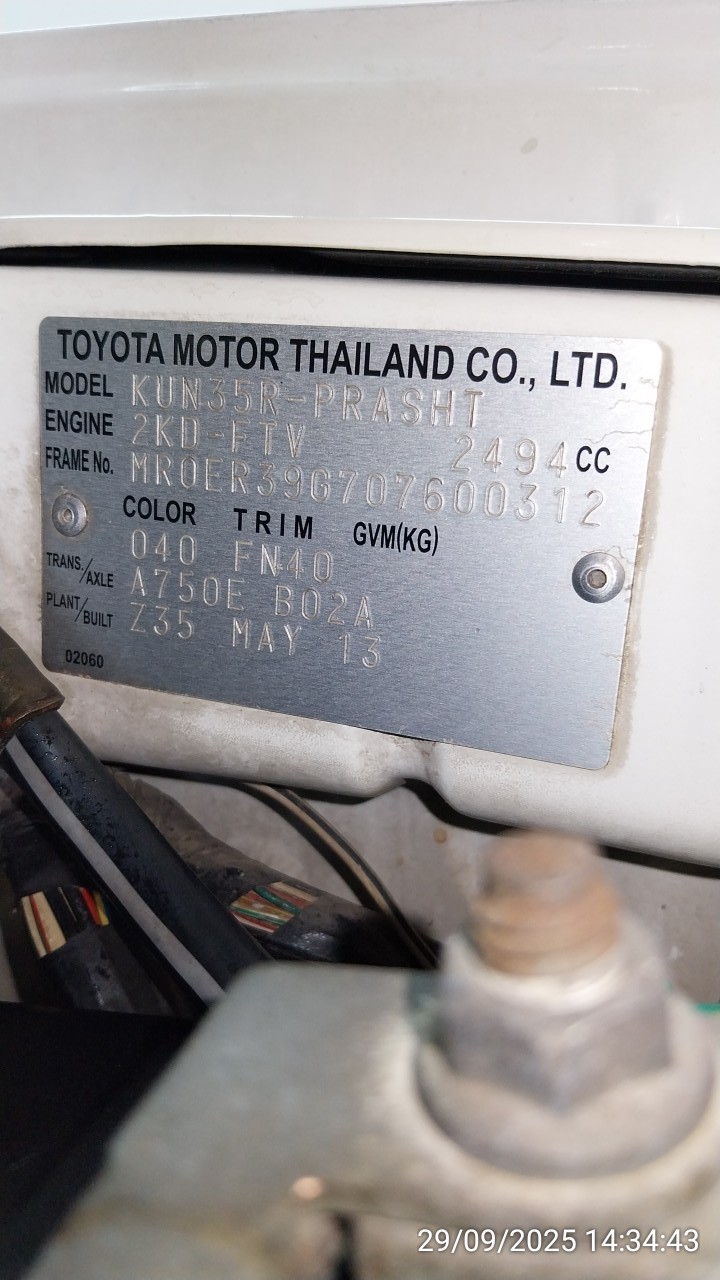 TOYOTA MOTOR THAILAND CO., LTD.
MODEL KUN35R-PRASHT
ENGINE 2KD-FTV 2494 CC
FRAME No. MR0ER39G707600312
COLOR TRIM GVM(KG)
040 FN40
TRANS./AXLE A750E B02A
PLANT/BUILT Z35 MAY 13
02060
29/09/2025 14:34:43